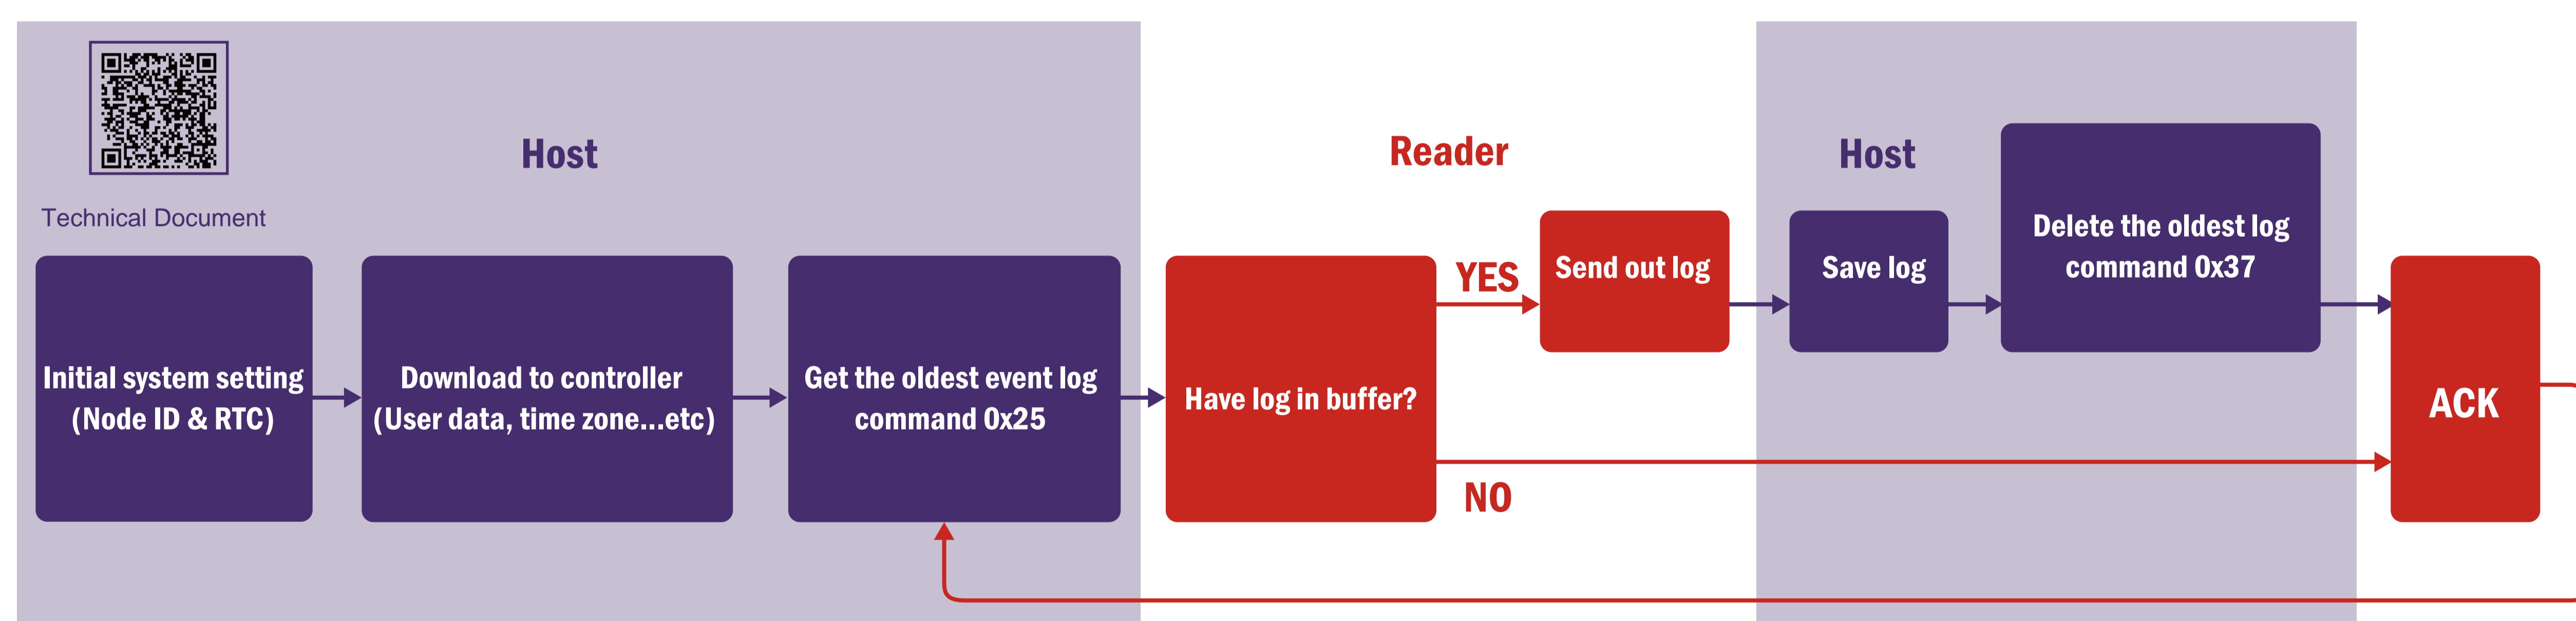 Technical Document
Host
Initial system setting
(Node ID & RTC)
Download to controller
(User data, time zone...etc)
Get the oldest event log
command 0x25
Reader
Have log in buffer?
YES
NO
Send out log
Host
Save log
Delete the oldest log
command 0x37
ACK